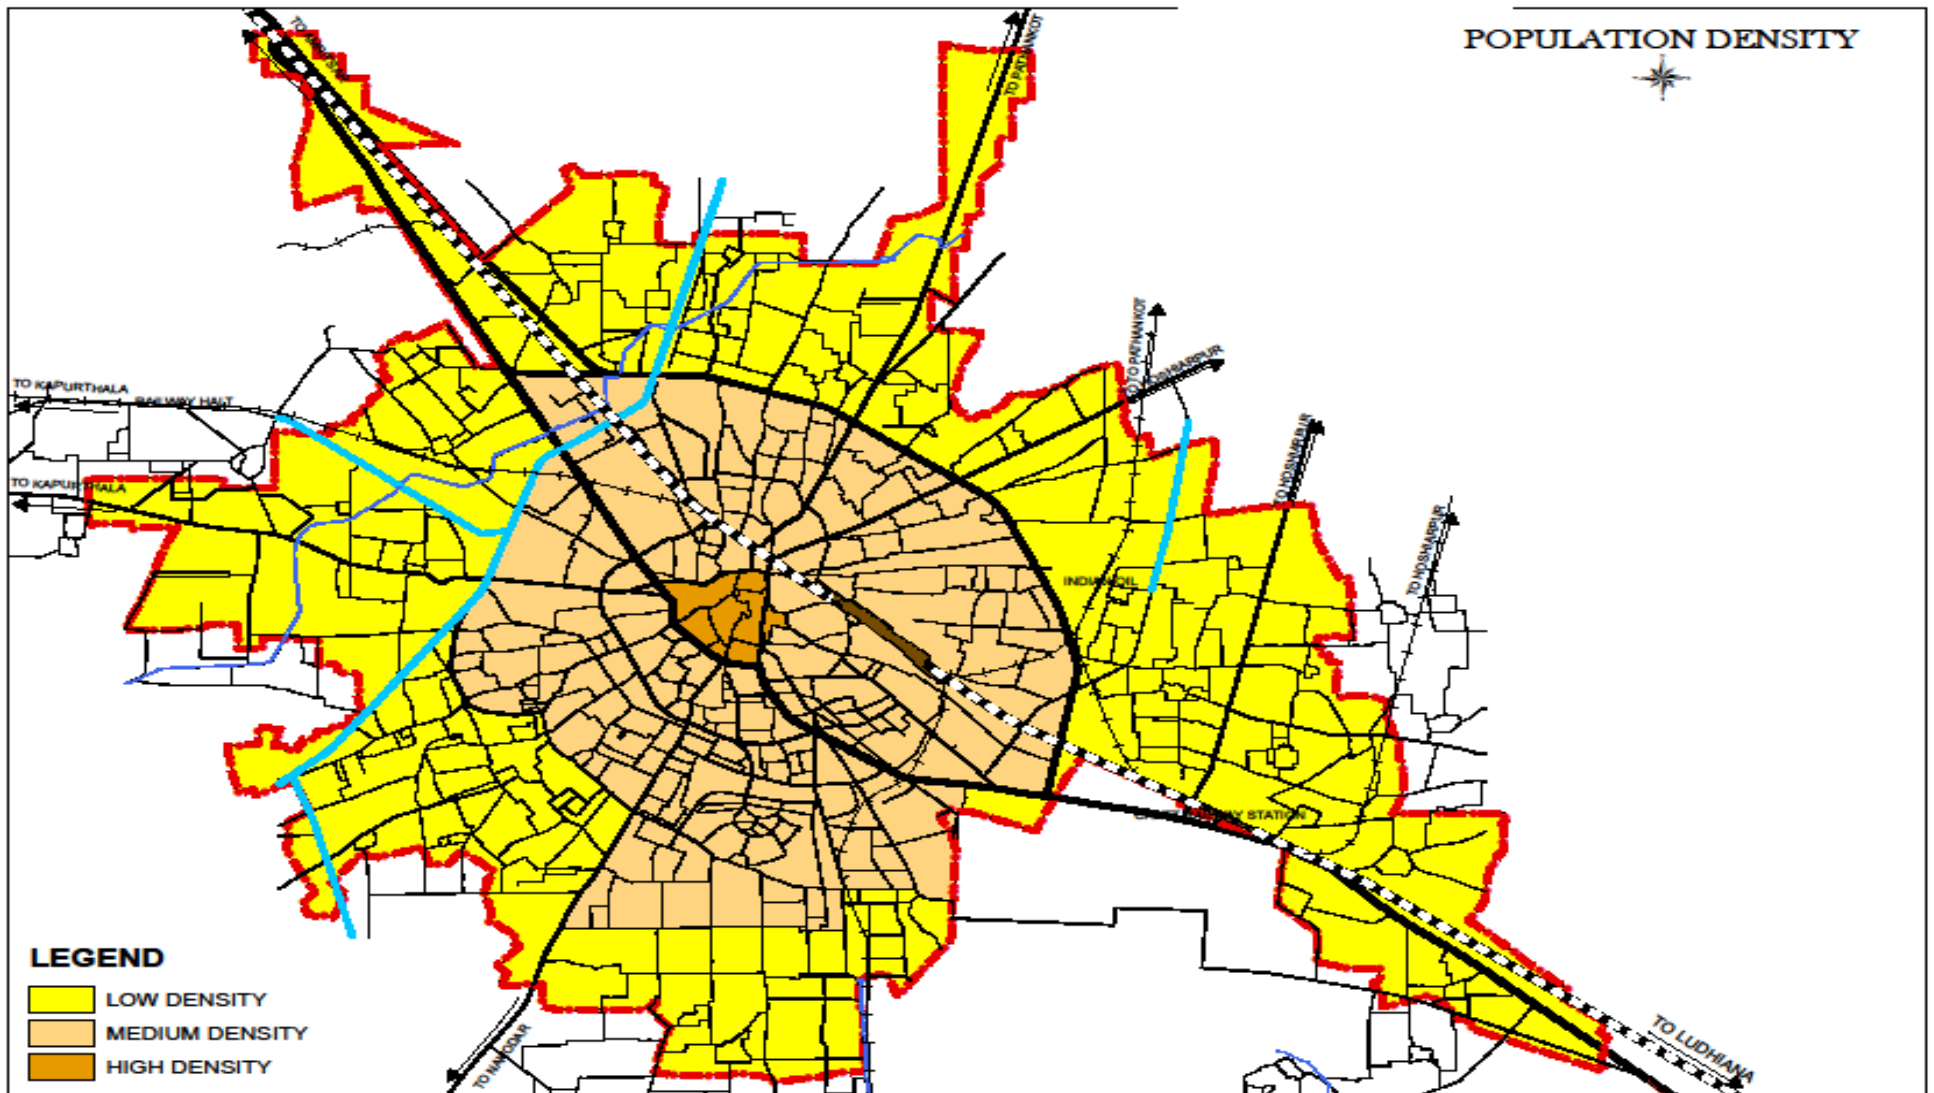 POPULATION DENSITY
TO AMRITSAR
TO PATHANKOT
TO PATHANKOT
HOSHIARPUR
TO KAPURTHALA
RAILWAY HALT
TO KAPURTHALA
TO HOSHIARPUR
TO HOSHIARPUR
INDIAN OIL
RAILWAY STATION
TO NAKODAR
TO LUDHIANA
LEGEND
LOW DENSITY
MEDIUM DENSITY
HIGH DENSITY